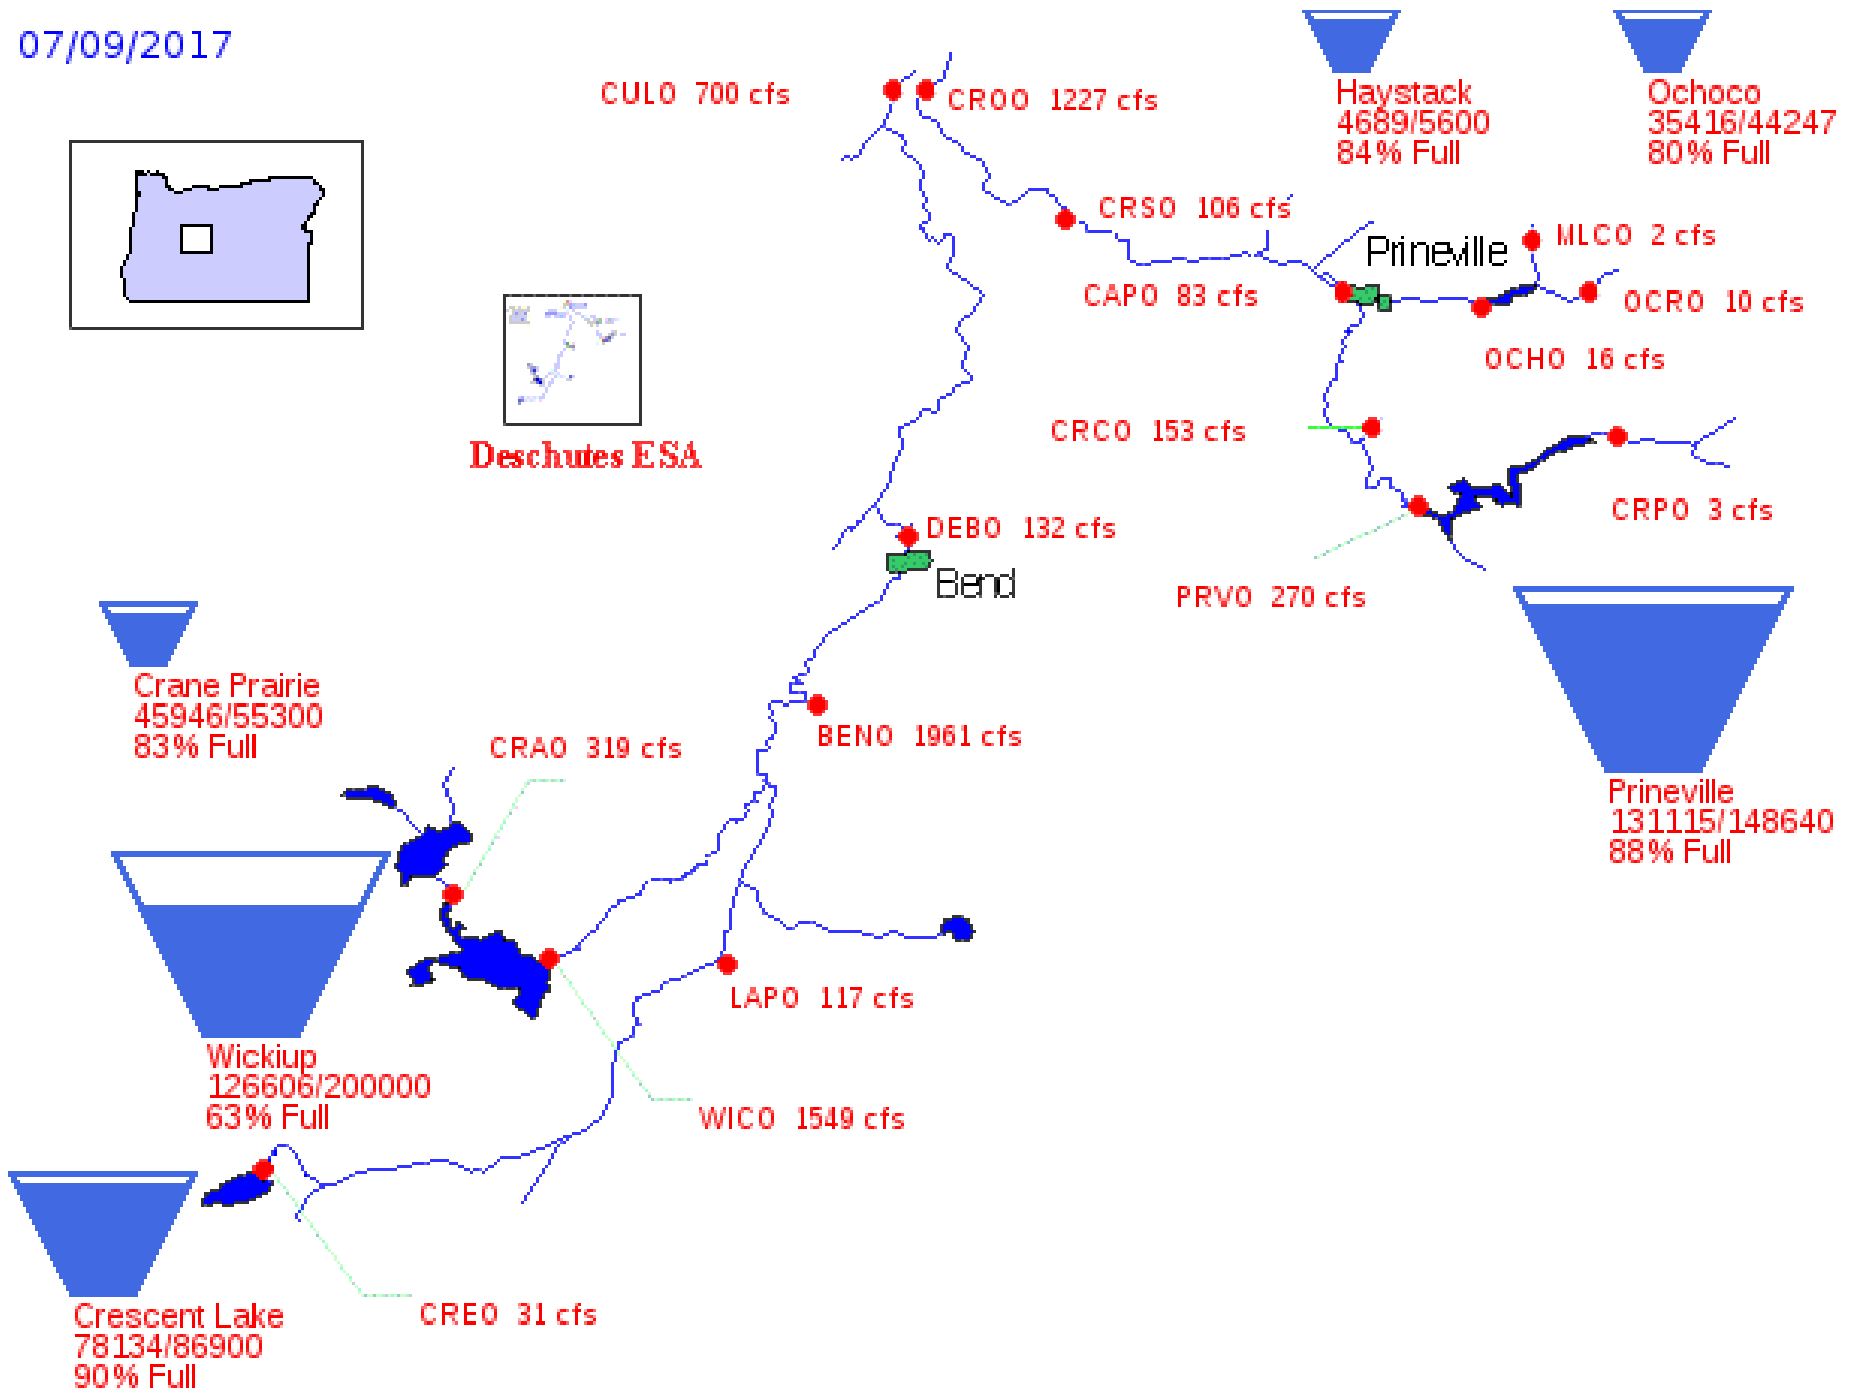 07/09/2017
Haystack
4689/5600
84% Full
Ochoco
35416/44247
80% Full
CULO 700 cfs
CROO 1227 cfs
CRSO 106 cfs
Prineville
MLCO 2 cfs
CAPO 83 cfs
OCRO 10 cfs
OCHO 16 cfs
CRCO 153 cfs
Deschutes ESA
CRPO 3 cfs
DEBO 132 cfs
Bend
PRVO 270 cfs
Crane Prairie
45946/55300
83% Full
BENO 1961 cfs
CRAO 319 cfs
Prineville
131115/148640
88% Full
LAPO 117 cfs
Wickiup
126606/200000
63% Full
WICO 1549 cfs
CREO 31 cfs
Crescent Lake
78134/86900
90% Full